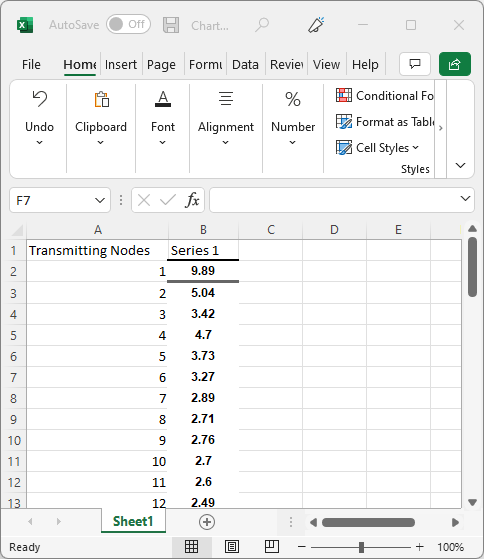 AutoSave Off Chart...
File Home Insert Page Formu Data Review View Help
Undo Clipboard Font Alignment Number
Conditional Fo
Format as Table
Cell Styles
Styles
F7 fx
A B C D E
1 Transmitting Nodes Series 1
2 1 9.89
3 2 5.04
4 3 3.42
5 4 4.7
6 5 3.73
7 6 3.27
8 7 2.89
9 8 2.71
10 9 2.76
11 10 2.7
12 11 2.6
13 12 2.49
Sheet1
Ready 100%